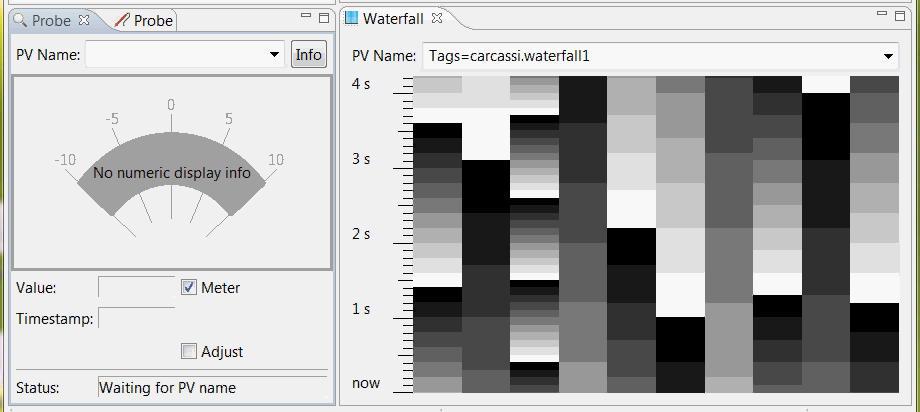 Probe
Probe
PV Name:
Info
-10
-5
0
5
10
No numeric display info
Value:
Meter
Timestamp:
Adjust
Status:
Waiting for PV name
Waterfall
PV Name:
Tags=carcassi.waterfall1
4 s
3 s
2 s
1 s
now